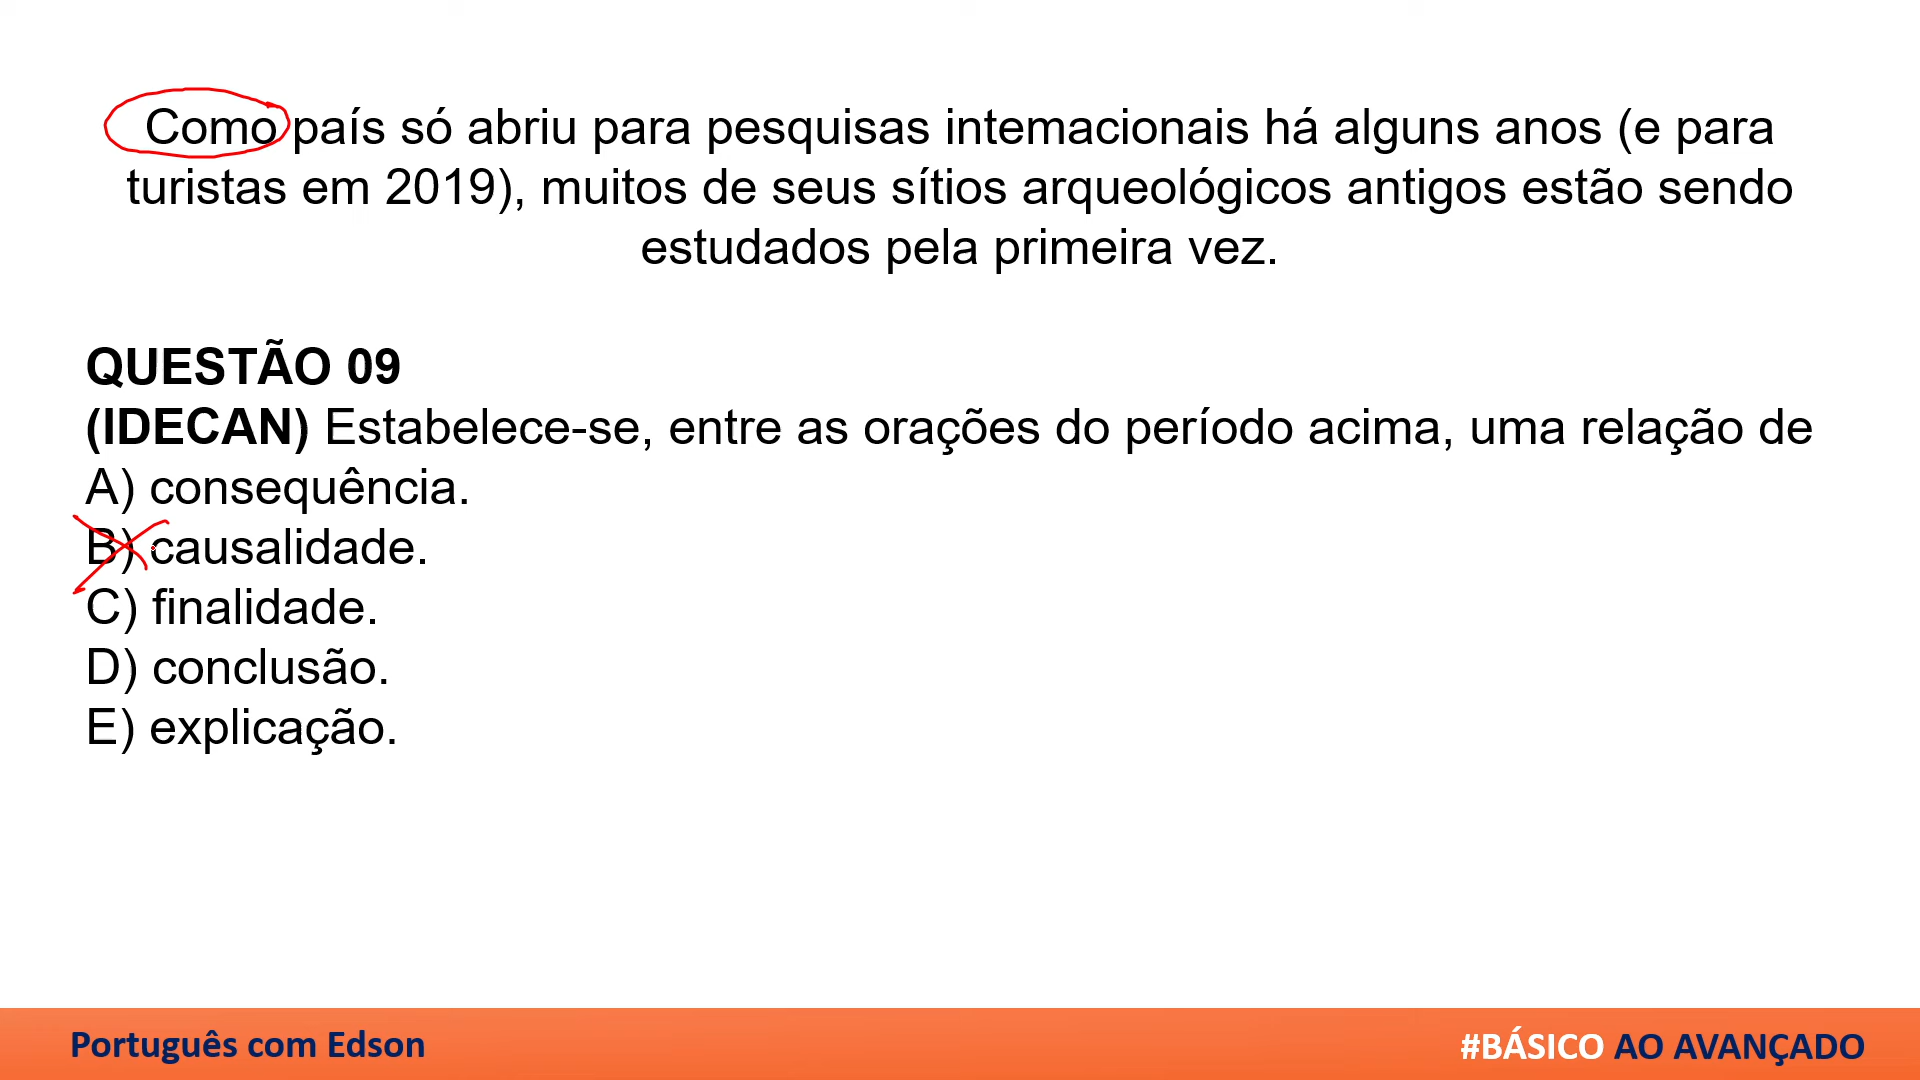 Como país só abriu para pesquisas intemacionais há alguns anos (e para
turistas em 2019), muitos de seus sítios arqueológicos antigos estão sendo
estudados pela primeira vez.
QUESTÃO 09
(IDECAN) Estabelece-se, entre as orações do período acima, uma relação de
A) consequência.
B) causalidade.
C) finalidade.
D) conclusão.
E) explicação.
Português com Edson
#BÁSICO AO AVANÇADO